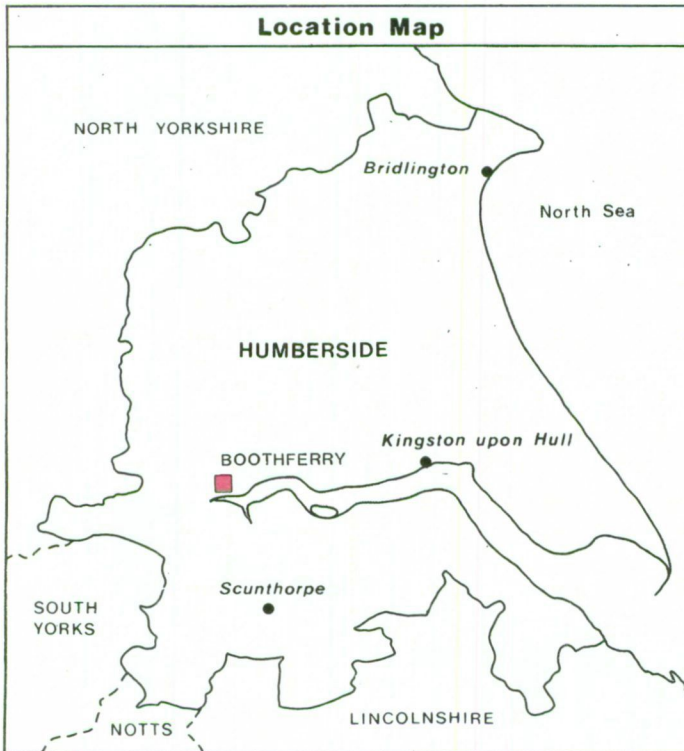 Location Map
NORTH YORKSHIRE
Bridlington
North Sea
HUMBERSIDE
Kingston upon Hull
BOOTHFERRY
Scunthorpe
SOUTH
YORKS
LINCOLNSHIRE
NOTTS